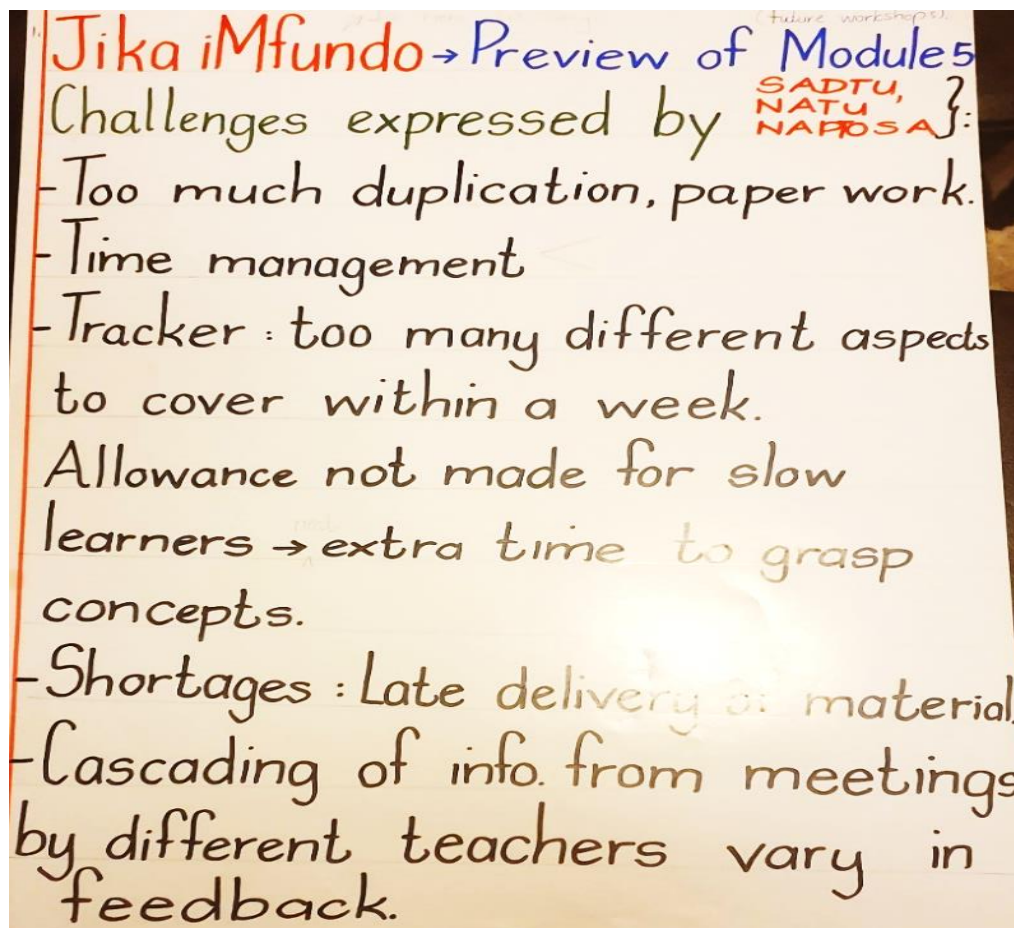 (future workshops).
1. Jika iMfundo → Preview of Module 5
Challenges expressed by SADTU,
NATU
NAPTOSA }:
- Too much duplication, paper work.
- Time management
- Tracker : too many different aspects
to cover within a week.
Allowance not made for slow
learners → extra time to grasp
concepts.
- Shortages : Late delivery of material.
- Cascading of info. from meetings
by different teachers vary in
feedback.